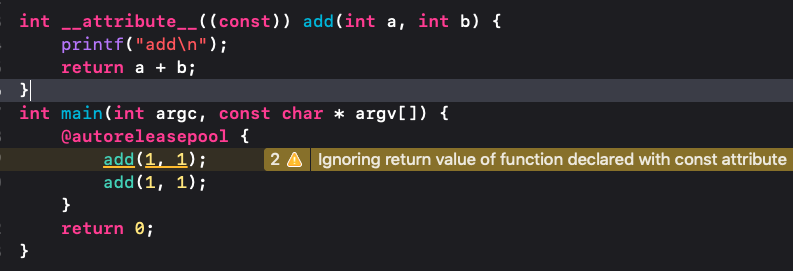 int __attribute__((const)) add(int a, int b) {
    printf("add\n");
    return a + b;
}
int main(int argc, const char * argv[]) {
    @autoreleasepool {
        add(1, 1); 2 Ignoring return value of function declared with const attribute
        add(1, 1);
    }
    return 0;
}